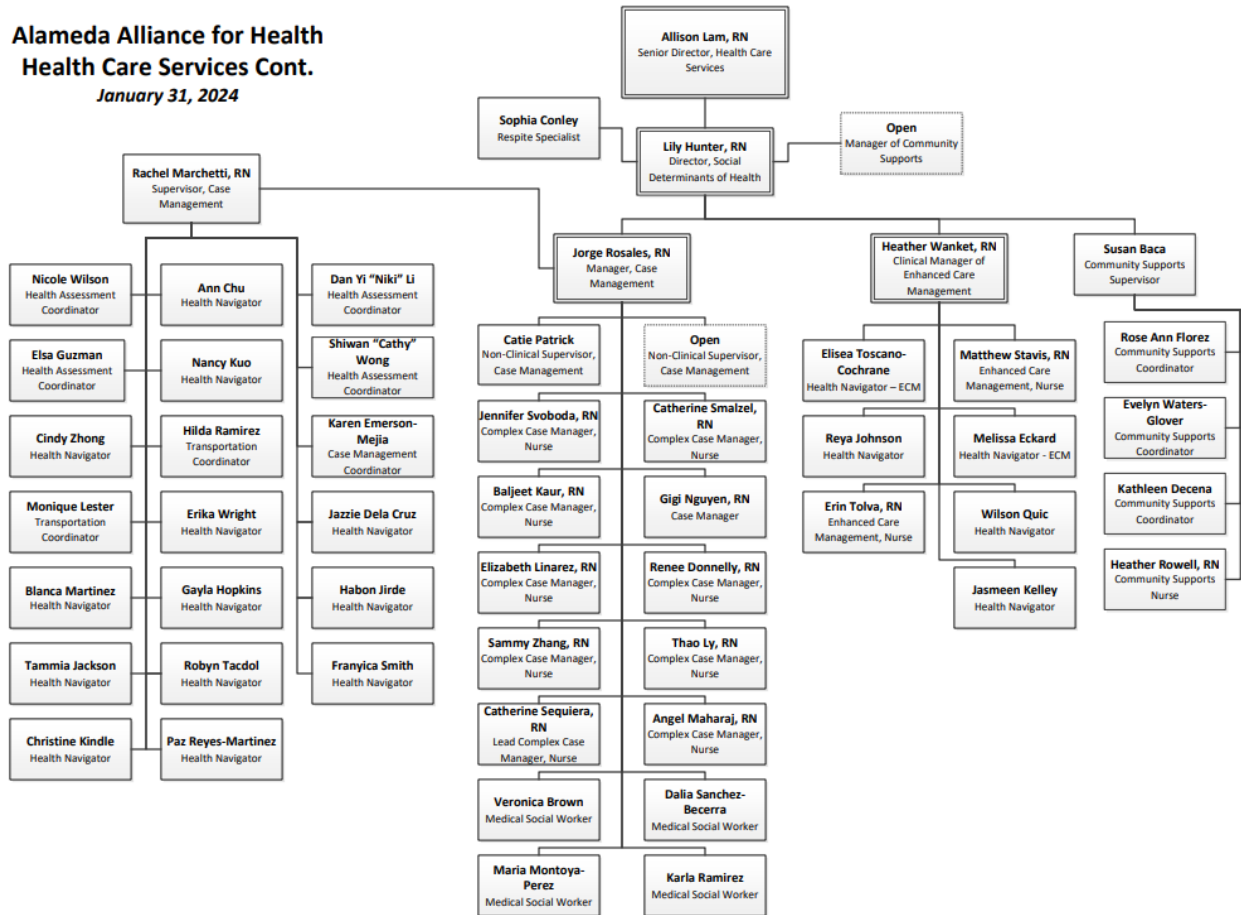 Alameda Alliance for Health
Health Care Services Cont.
January 31, 2024
Allison Lam, RN
Senior Director, Health Care
Services
Sophia Conley
Respite Specialist
Lily Hunter, RN
Director, Social
Determinants of Health
Open
Manager of Community
Supports
Rachel Marchetti, RN
Supervisor, Case
Management
Jorge Rosales, RN
Manager, Case
Management
Heather Wanket, RN
Clinical Manager of
Enhanced Care
Management
Susan Baca
Community Supports
Supervisor
Nicole Wilson
Health Assessment
Coordinator
Ann Chu
Health Navigator
Dan Yi “Niki” Li
Health Assessment
Coordinator
Elsa Guzman
Health Assessment
Coordinator
Nancy Kuo
Health Navigator
Shiwan “Cathy”
Wong
Health Assessment
Coordinator
Cindy Zhong
Health Navigator
Hilda Ramirez
Transportation
Coordinator
Karen Emerson-
Mejia
Case Management
Coordinator
Monique Lester
Transportation
Coordinator
Erika Wright
Health Navigator
Jazzie Dela Cruz
Health Navigator
Blanca Martinez
Health Navigator
Gayla Hopkins
Health Navigator
Habon Jirde
Health Navigator
Tammia Jackson
Health Navigator
Robyn Tacdol
Health Navigator
Franyica Smith
Health Navigator
Christine Kindle
Health Navigator
Paz Reyes-Martinez
Health Navigator
Catie Patrick
Non-Clinical Supervisor,
Case Management
Open
Non-Clinical Supervisor,
Case Management
Jennifer Svoboda, RN
Complex Case Manager,
Nurse
Catherine Smalzel,
RN
Complex Case Manager,
Nurse
Baljeet Kaur, RN
Complex Case Manager,
Nurse
Gigi Nguyen, RN
Case Manager
Elizabeth Linarez, RN
Complex Case Manager,
Nurse
Renee Donnelly, RN
Complex Case Manager,
Nurse
Sammy Zhang, RN
Complex Case Manager,
Nurse
Thao Ly, RN
Complex Case Manager,
Nurse
Catherine Sequiera,
RN
Lead Complex Case
Manager, Nurse
Angel Maharaj, RN
Complex Case Manager,
Nurse
Veronica Brown
Medical Social Worker
Dalia Sanchez-
Becerra
Medical Social Worker
Maria Montoya-
Perez
Medical Social Worker
Karla Ramirez
Medical Social Worker
Elisea Toscano-
Cochrane
Health Navigator – ECM
Matthew Stavis, RN
Enhanced Care
Management, Nurse
Reya Johnson
Health Navigator
Melissa Eckard
Health Navigator - ECM
Erin Tolva, RN
Enhanced Care
Management, Nurse
Wilson Quic
Health Navigator
Jasmeen Kelley
Health Navigator
Rose Ann Florez
Community Supports
Coordinator
Evelyn Waters-
Glover
Community Supports
Coordinator
Kathleen Decena
Community Supports
Coordinator
Heather Rowell, RN
Community Supports
Nurse